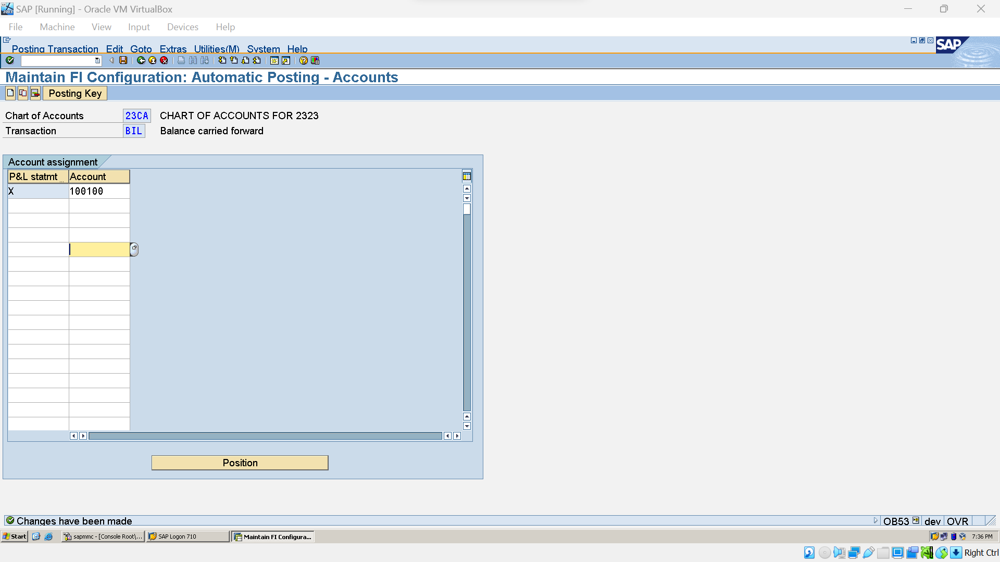 SAP [Running] - Oracle VM VirtualBox
File Machine View Input Devices Help
Posting Transaction Edit Goto Extras Utilities(M) System Help
SAP
Maintain FI Configuration: Automatic Posting - Accounts
Posting Key
Chart of Accounts 23CA CHART OF ACCOUNTS FOR 2323
Transaction BIL Balance carried forward
Account assignment
P&L statmt ... Account
X 100100
Position
Changes have been made
OB53 dev OVR
Start sapmmc - [Console Root\... SAP Logon 710 Maintain FI Configura... 7:36 PM
Right Ctrl